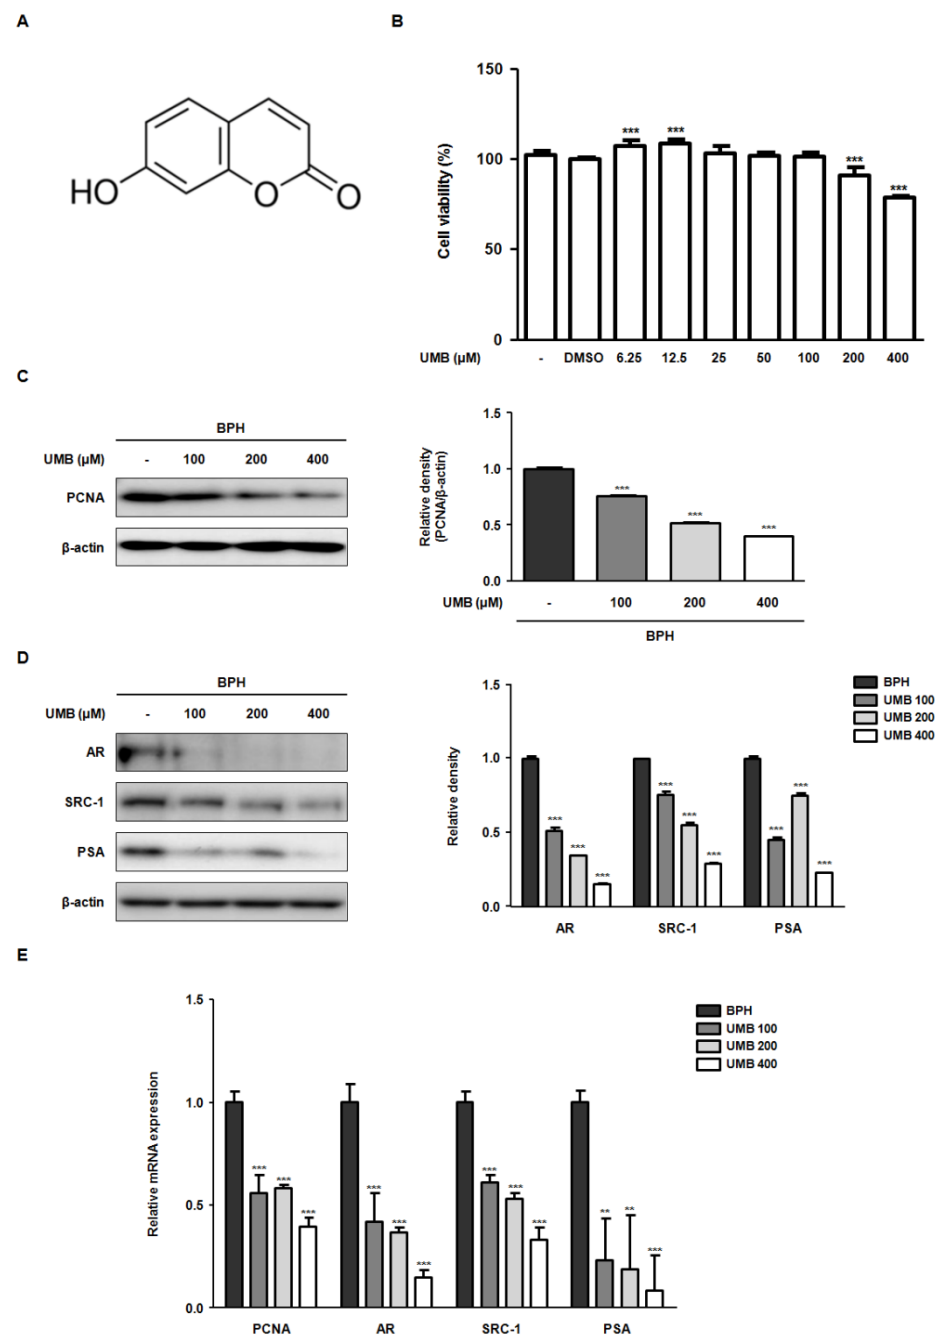 A
HO
O
O
B
Cell viability (%)
150
100
50
0
***
***
***
***
UMB (μM)
- DMSO 6.25 12.5 25 50 100 200 400
C
BPH
UMB (μM) - 100 200 400
PCNA
β-actin
Relative density
(PCNA/β-actin)
1.5
1.0
0.5
0.0
***
***
***
UMB (μM) - 100 200 400
BPH
D
BPH
UMB (μM) - 100 200 400
AR
SRC-1
PSA
β-actin
Relative density
1.5
1.0
0.5
0.0
***
***
***
***
***
***
***
***
***
AR SRC-1 PSA
BPH
UMB 100
UMB 200
UMB 400
E
Relative mRNA expression
1.5
1.0
0.5
0.0
***
***
***
***
***
***
***
***
***
**
**
***
PCNA AR SRC-1 PSA
BPH
UMB 100
UMB 200
UMB 400